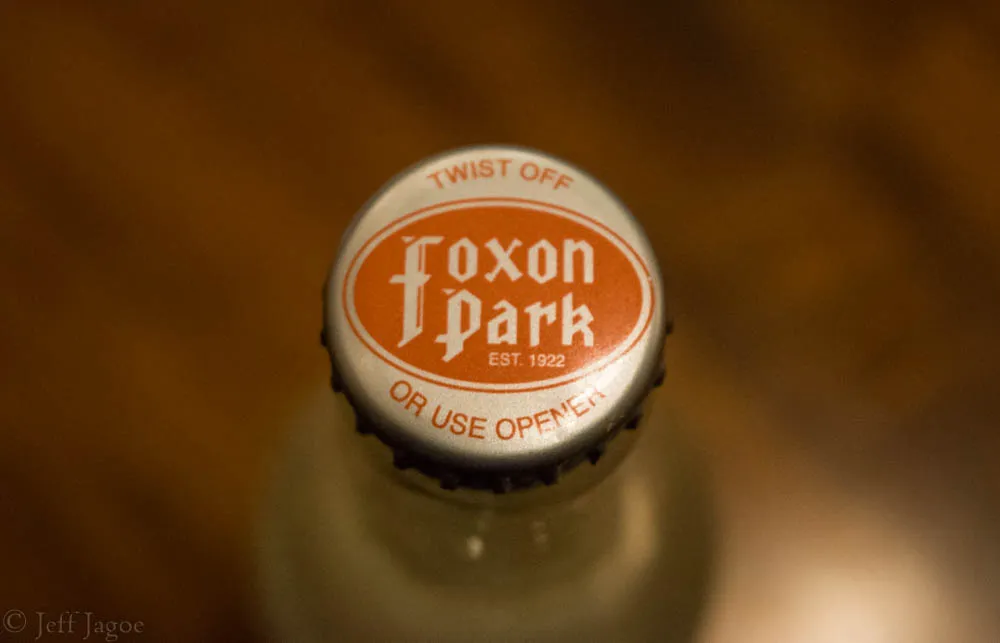 TWIST OFF
Foxon
Park
EST. 1922
OR USE OPENER
© Jeff Jagoe